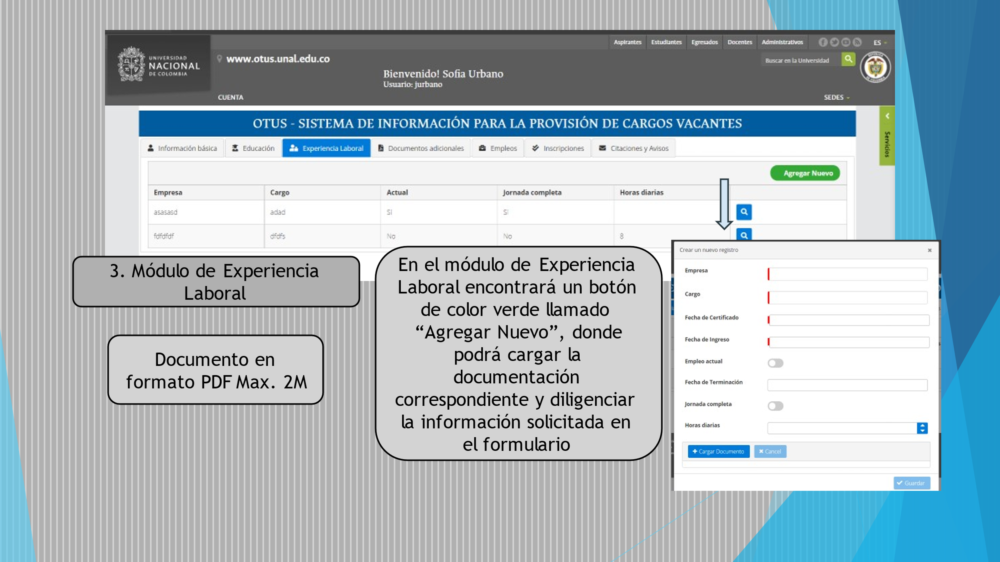 Aspirantes Estudiantes Egresados Docentes Administrativos ES
UNIVERSIDAD
NACIONAL
DE COLOMBIA
www.otus.unal.edu.co
Buscar en la Universidad
Bienvenido! Sofia Urbano
Usuario: jurbano
CUENTA
SEDES
OTUS - SISTEMA DE INFORMACIÓN PARA LA PROVISIÓN DE CARGOS VACANTES
Servicios
Información básica Educación Experiencia Laboral Documentos adicionales Empleos Inscripciones Citaciones y Avisos
Agregar Nuevo
Empresa Cargo Actual Jornada completa Horas diarias
asasasd adad Si Si
fdfdfdf dfdfs No No 8
3. Módulo de Experiencia
Laboral
Documento en
formato PDF Max. 2M
En el módulo de Experiencia
Laboral encontrará un botón
de color verde llamado
“Agregar Nuevo”, donde
podrá cargar la
documentación
correspondiente y diligenciar
la información solicitada en
el formulario
Crear un nuevo registro
Empresa
Cargo
Fecha de Certificado
Fecha de Ingreso
Empleo actual
Fecha de Terminación
Jornada completa
Horas diarias
Cargar Documento Cancel
Guardar